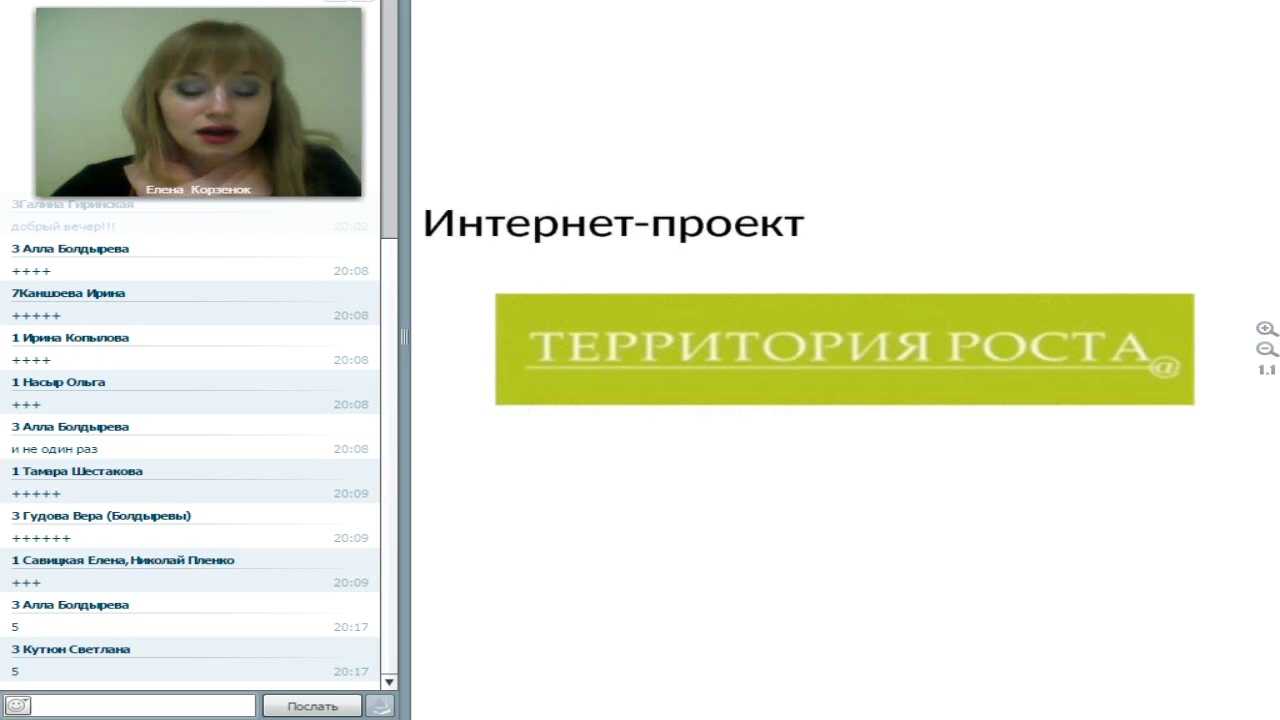 Елена Корзенок
3Галина Гиринская
добрый вечер!!!
20:02
3 Алла Болдырева
++++
20:08
7Каншоева Ирина
+++++
20:08
1 Ирина Копылова
++++
20:08
1 Насыр Ольга
+++
20:08
3 Алла Болдырева
и не один раз
20:08
1 Тамара Шестакова
+++++
20:09
3 Гудова Вера (Болдыревы)
++++++
20:09
1 Савицкая Елена,Николай Пленко
+++
20:09
3 Алла Болдырева
5
20:17
3 Кутюн Светлана
5
20:17
Послать
Интернет-проект
ТЕРРИТОРИЯ РОСТА@
1.1